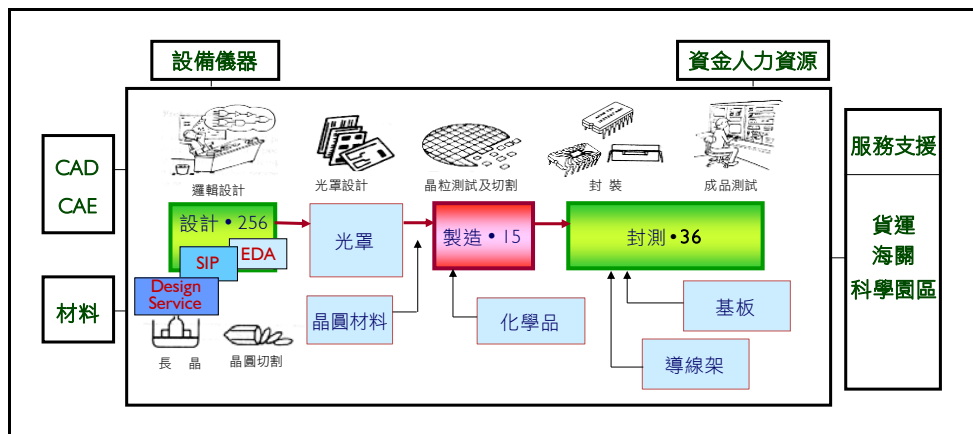 設備儀器
資金人力資源
CAD
CAE
材料
服務支援
貨運
海關
科學園區
邏輯設計
光罩設計
晶粒測試及切割
封 裝
成品測試
設計 • 256
光罩
製造 • 15
封測 • 36
EDA
SIP
Design
Service
晶圓材料
化學品
基板
導線架
長 晶
晶圓切割